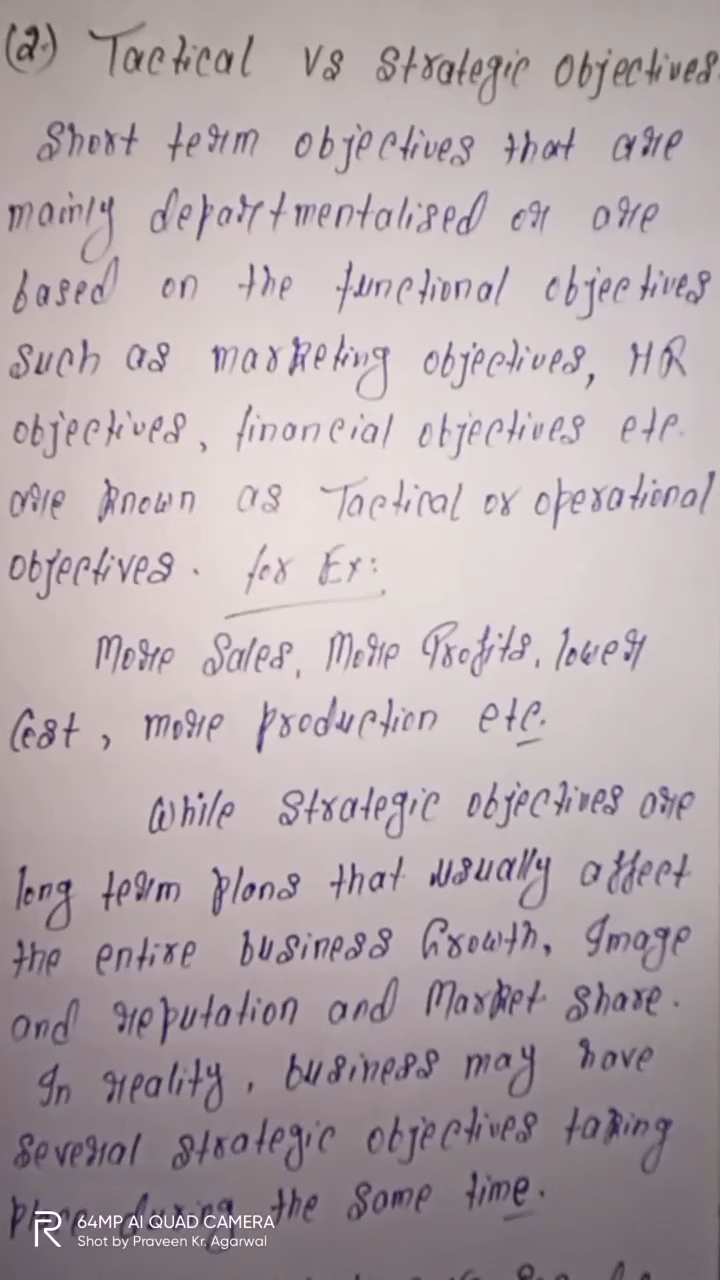 (2.) Tactical vs Strategic Objectives.
Short term objectives that are
mainly departmentalised or are
based on the functional objectives
such as marketing objectives, HR
objectives, financial objectives etc.
are known as Tactical or operational
objectives. for Ex:
More Sales, More Profits, lower
Cost, more production etc.
While Strategic objectives are
long term plans that usually affect
the entire business Growth, Image
and reputation and Market share.
In reality, business may have
several strategic objectives taking
place during the same time.
64MP AI QUAD CAMERA
Shot by Praveen Kr. Agarwal